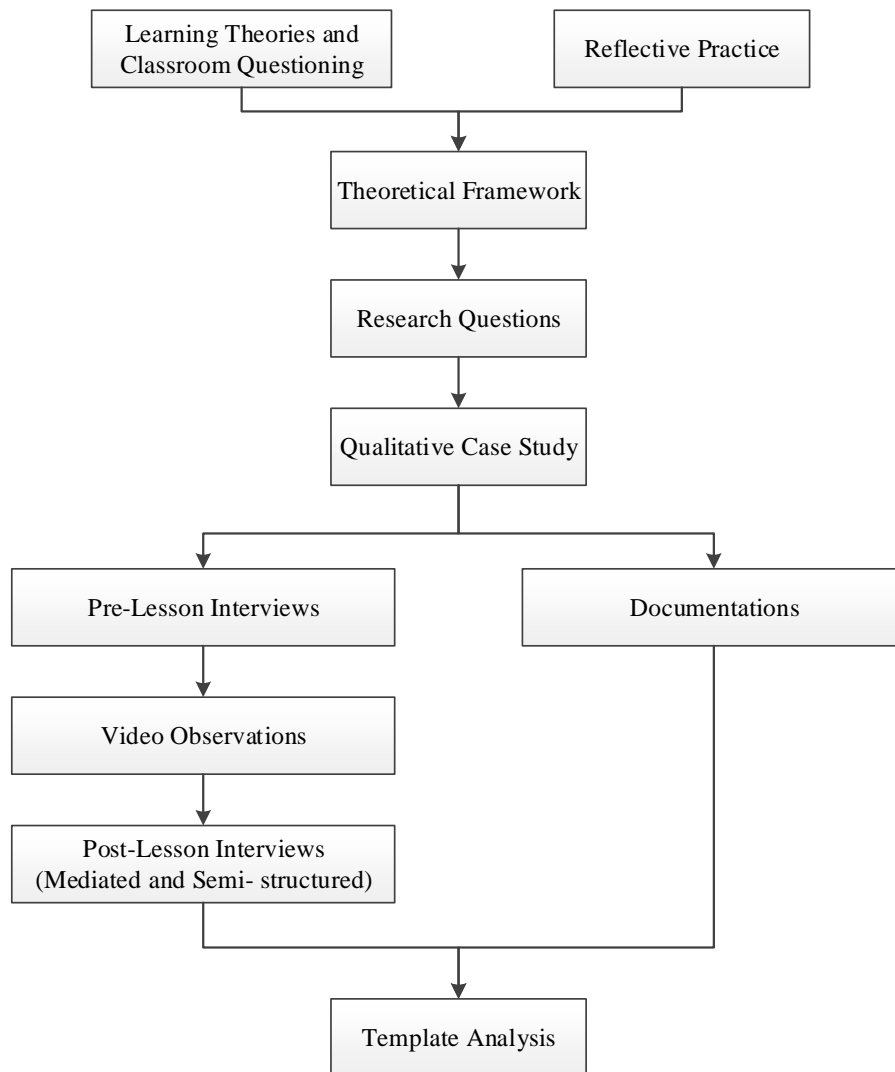 Learning Theories and
Classroom Questioning
Reflective Practice
Theoretical Framework
Research Questions
Qualitative Case Study
Pre-Lesson Interviews
Documentations
Video Observations
Post-Lesson Interviews
(Mediated and Semi- structured)
Template Analysis